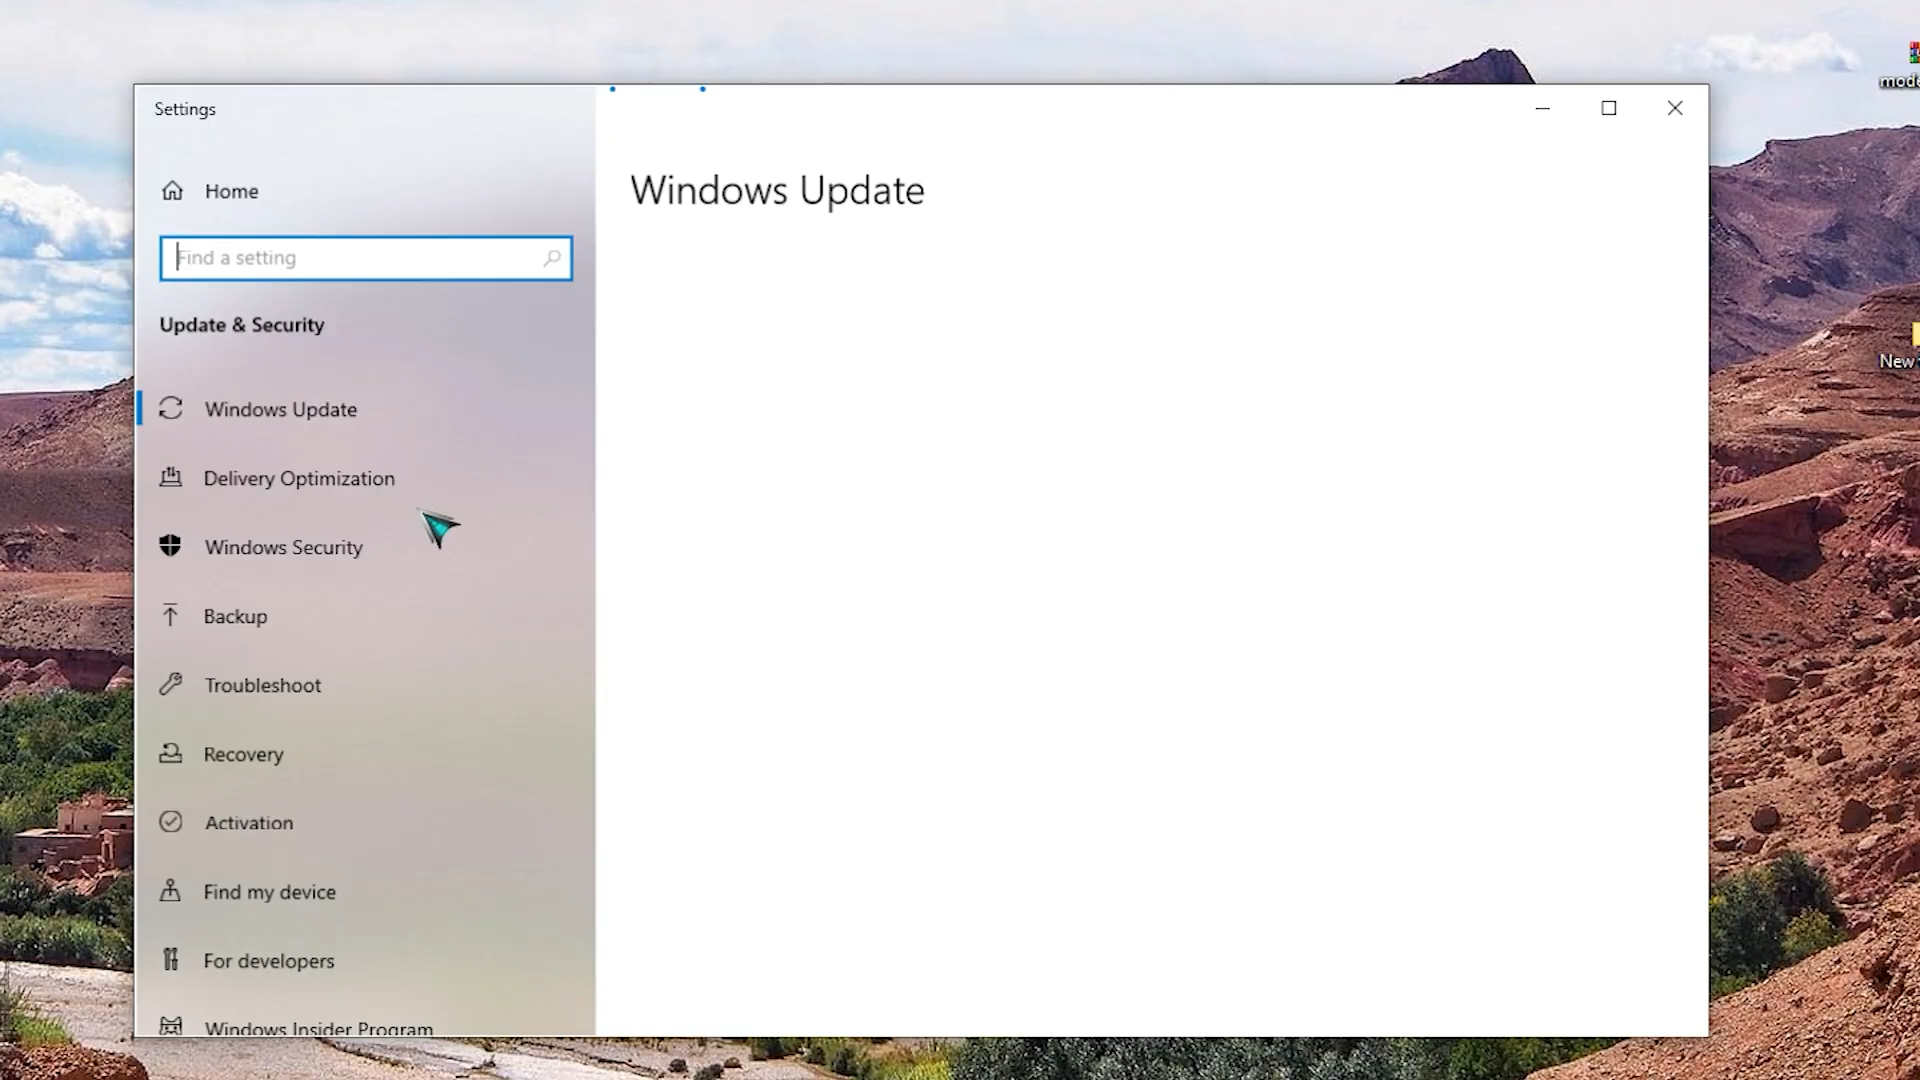 Settings
Home
Find a setting
Update & Security
Windows Update
Delivery Optimization
Windows Security
Backup
Troubleshoot
Recovery
Activation
Find my device
For developers
Windows Insider Program
Windows Update
New